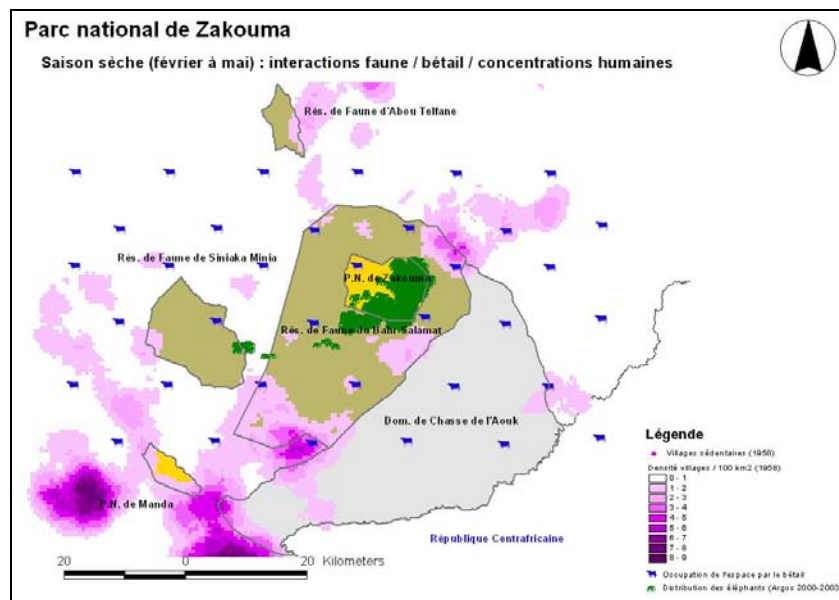 Parc national de Zakouma
Saison sèche (février à mai) : interactions faune / bétail / concentrations humaines
Rés. de Faune d'Abou Telfane
Rés. de Faune de Siniaka Minia
P.N. de Zakouma
Rés. de Faune du Bahr Salamat
Dom. de Chasse de l'Aouk
P.N. de Manda
République Centrafricaine
20 0 20 Kilometers
Légende
Villages sédentaires (1958)
Densité villages / 100 km2 (1958)
0 - 1
1 - 2
2 - 3
3 - 4
4 - 5
5 - 6
6 - 7
7 - 8
8 - 9
Occupation de l'espace par le bétail
Distribution des éléphants (Argos 2000-2003)